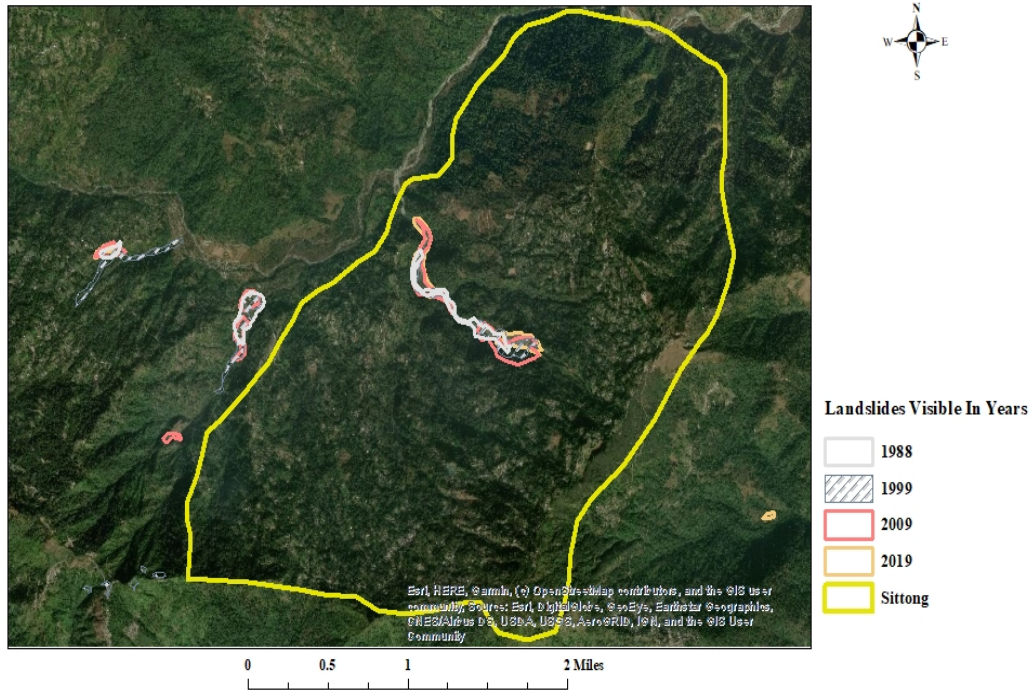 N
W E
S
Landslides Visible In Years
1988
1999
2009
2019
Sittong
Esri, HERE, Garmin, (c) OpenStreetMap contributors, and the GIS user
community, Source: Esri, DigitalGlobe, GeoEye, Earthstar Geographics,
CNES/Airbus DS, USDA, USGS, AeroGRID, IGN, and the GIS User
Community
0 0.5 1 2 Miles